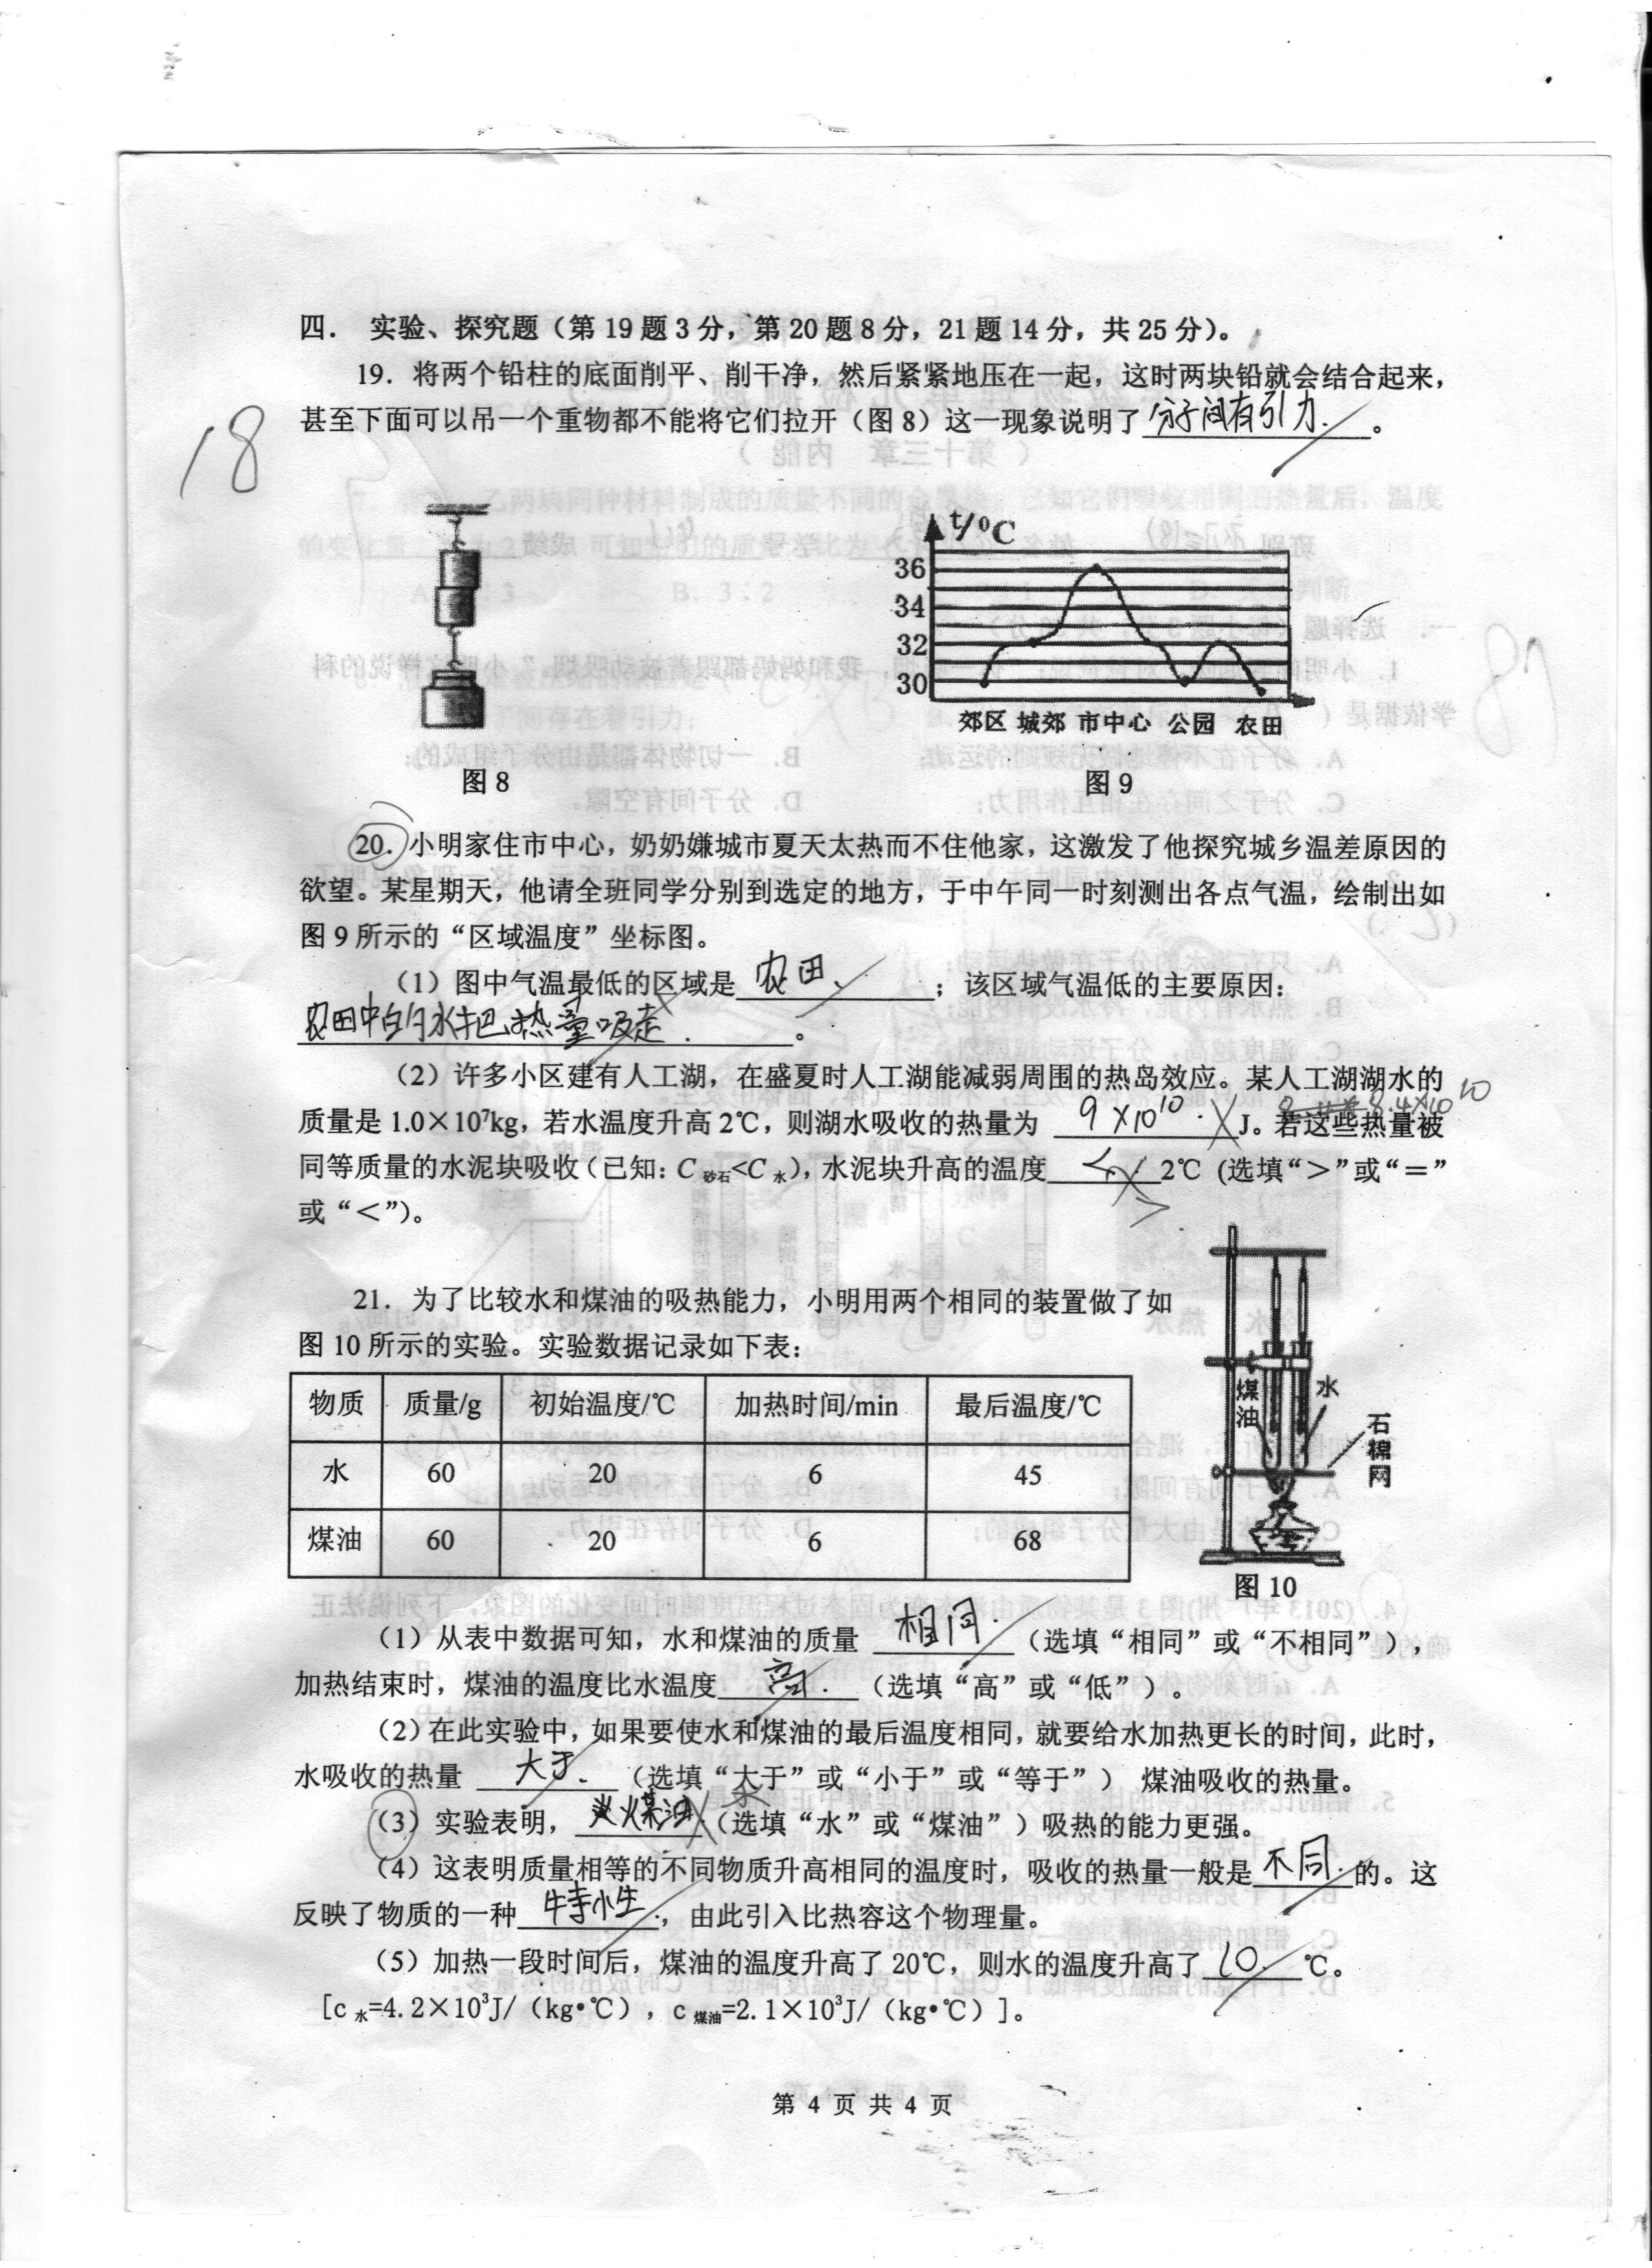 四. 实验、探究题(第19题3分,第20题8分,21题14分,共25分)。
19. 将两个铅柱的底面削平、削干净,然后紧紧地压在一起,这时两块铅就会结合起来,
甚至下面可以吊一个重物都不能将它们拉开(图8)这一现象说明了 分子间有引力. 。
18
t/⁰C
36
34
32
30
郊区 城郊 市中心 公园 农田
图8
图9
20. 小明家住市中心,奶奶嫌城市夏天太热而不住他家,这激发了他探究城乡温差原因的
欲望。某星期天,他请全班同学分别到选定的地方,于中午同一时刻测出各点气温,绘制出如
图9所示的“区域温度”坐标图。
(1)图中气温最低的区域是 农田、 ;该区域气温低的主要原因:
农田中的水把热量吸走. 。
(2)许多小区建有人工湖,在盛夏时人工湖能减弱周围的热岛效应。某人工湖湖水的
质量是1.0×10⁷kg,若水温度升高2℃,则湖水吸收的热量为 9×10¹⁰. J。若这些热量被
8.4×10¹⁰
同等质量的水泥块吸收(已知:C砂石<C水),水泥块升高的温度 < 2℃ (选填“>”或“=”
>
或“<”)。
21. 为了比较水和煤油的吸热能力,小明用两个相同的装置做了如
图10所示的实验。实验数据记录如下表:
物质 质量/g 初始温度/℃ 加热时间/min 最后温度/℃
水 60 20 6 45
煤油 60 20 6 68
煤油
水
石棉网
图10
(1)从表中数据可知,水和煤油的质量 相同. (选填“相同”或“不相同”),
加热结束时,煤油的温度比水温度 高. (选填“高”或“低”)。
(2)在此实验中,如果要使水和煤油的最后温度相同,就要给水加热更长的时间,此时,
水吸收的热量 大于. (选填“大于”或“小于”或“等于”) 煤油吸收的热量。
水
(3)实验表明, 煤油 (选填“水”或“煤油”)吸热的能力更强。
(4)这表明质量相等的不同物质升高相同的温度时,吸收的热量一般是 不同. 的。这
反映了物质的一种 特性. ,由此引入比热容这个物理量。
(5)加热一段时间后,煤油的温度升高了20℃,则水的温度升高了 10. ℃。
[c水=4.2×10³J/(kg•℃),c煤油=2.1×10³J/(kg•℃)]。
第 4 页 共 4 页